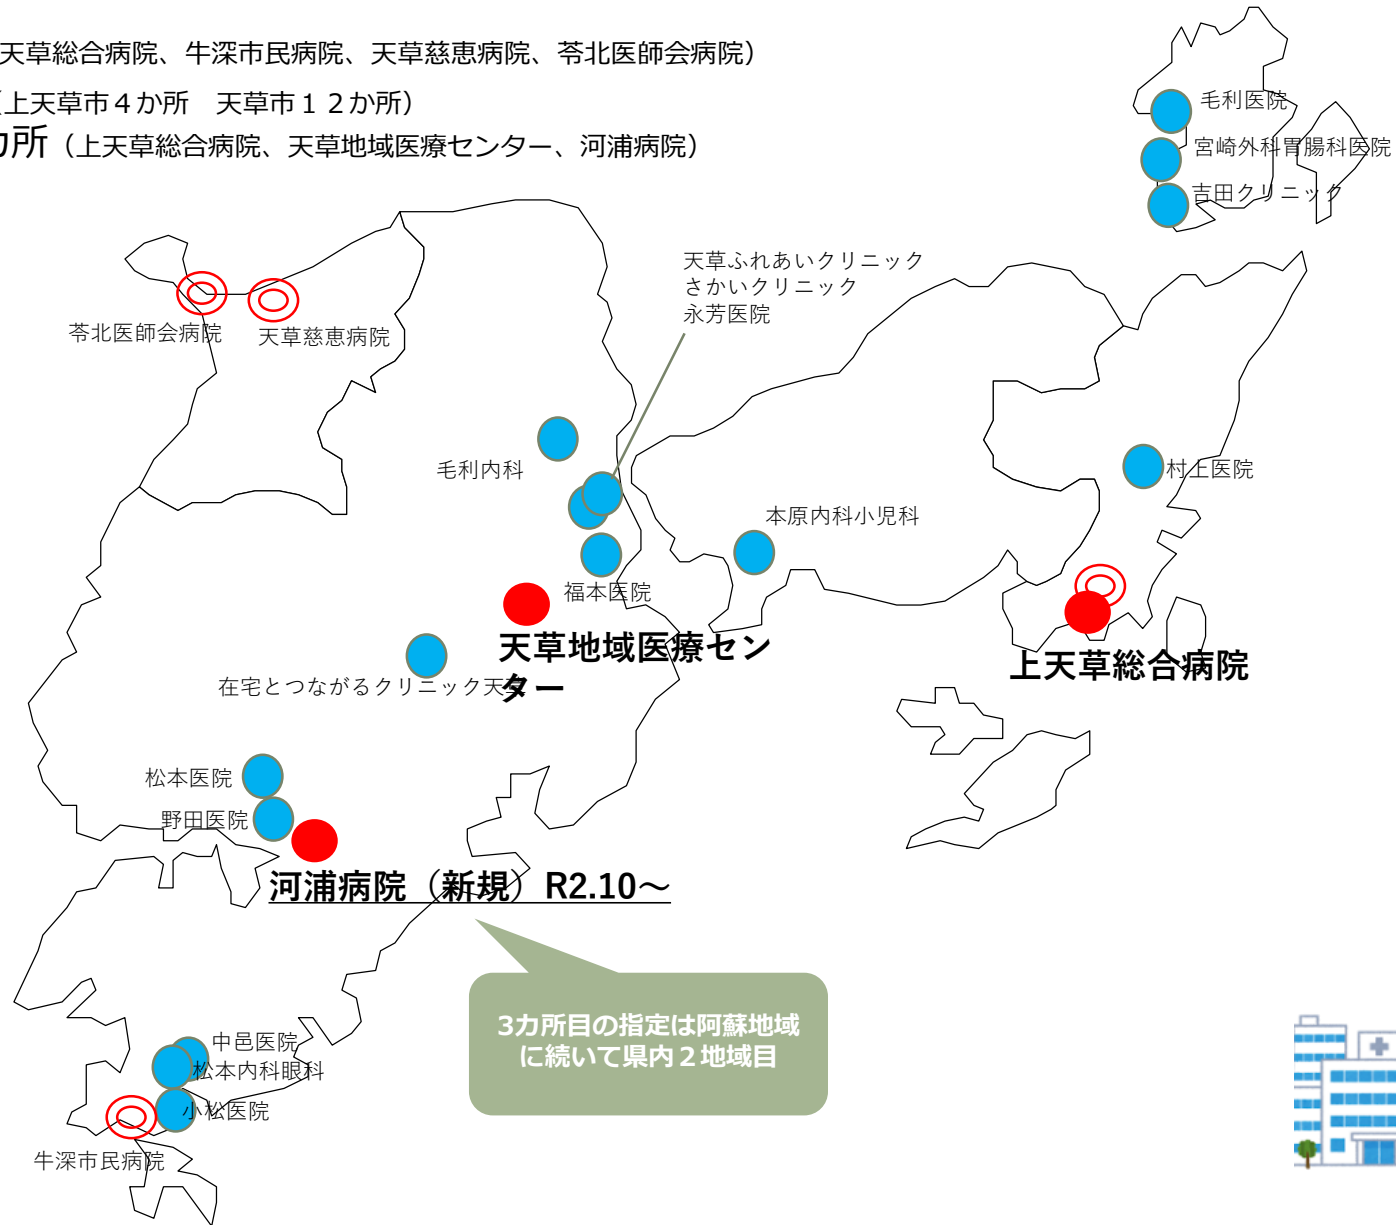 天草総合病院、牛深市民病院、天草慈恵病院、苓北医師会病院）
（上天草市４か所　天草市１２か所）
カ所（上天草総合病院、天草地域医療センター、河浦病院）
毛利医院
宮崎外科胃腸科医院
吉田クリニック
天草ふれあいクリニック
さかいクリニック
永芳医院
苓北医師会病院
天草慈恵病院
毛利内科
村上医院
本原内科小児科
福本医院
天草地域医療セン
ター
上天草総合病院
在宅とつながるクリニック天草
松本医院
野田医院
河浦病院（新規）R2.10～
3カ所目の指定は阿蘇地域
に続いて県内２地域目
中邑医院
松本内科眼科
小松医院
牛深市民病院